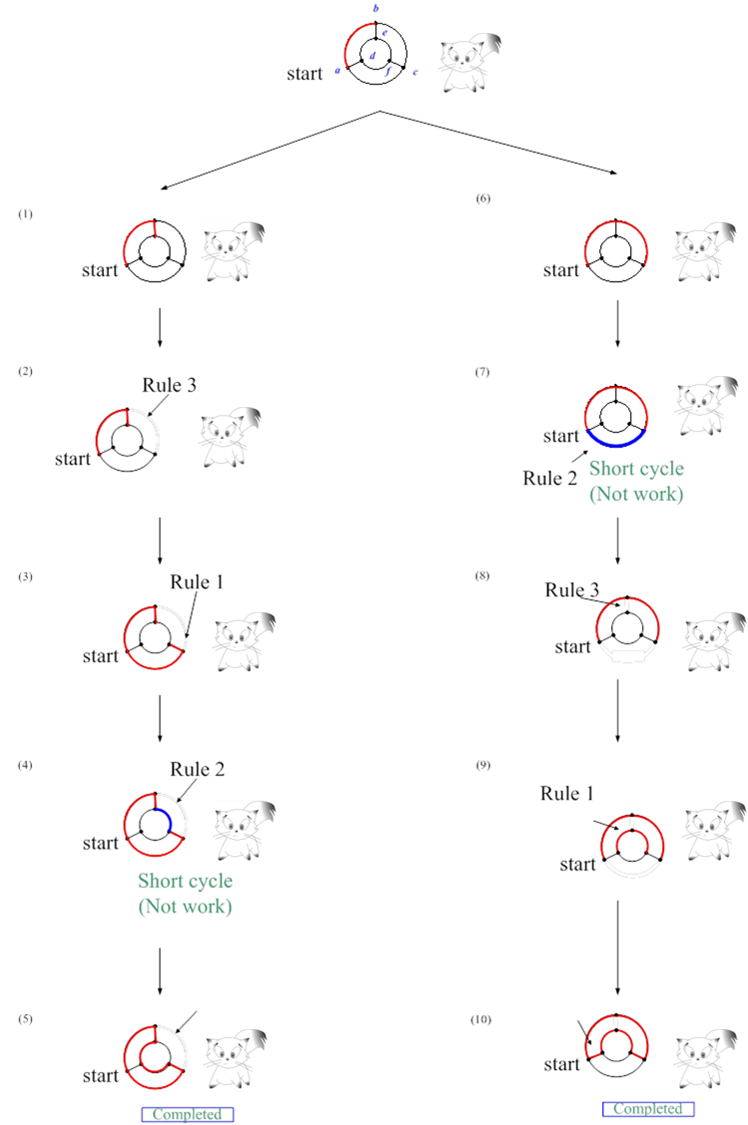 b
e
d
a
f
c
start
(1)
start
(6)
start
(2)
Rule 3
start
(7)
start
Rule 2
Short cycle
(Not work)
(3)
Rule 1
start
(8)
Rule 3
start
(4)
Rule 2
start
Short cycle
(Not work)
(9)
Rule 1
start
(5)
start
Completed
(10)
start
Completed